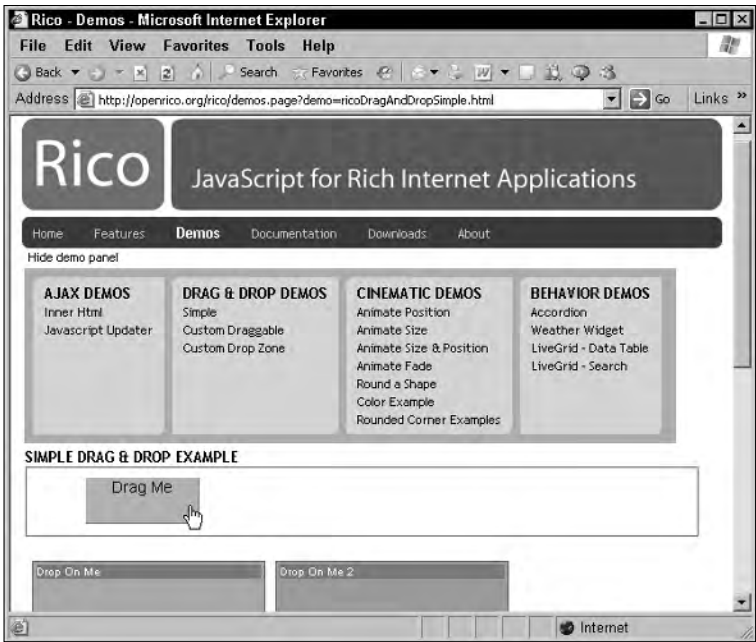 Rico - Demos - Microsoft Internet Explorer
File Edit View Favorites Tools Help
Back Search Favorites
Address http://openrico.org/rico/demos.page?demo=ricoDragAndDropSimple.html Go Links »
Rico
JavaScript for Rich Internet Applications
Home Features Demos Documentation Downloads About
Hide demo panel
AJAX DEMOS
Inner Html
Javascript Updater
DRAG & DROP DEMOS
Simple
Custom Draggable
Custom Drop Zone
CINEMATIC DEMOS
Animate Position
Animate Size
Animate Size & Position
Animate Fade
Round a Shape
Color Example
Rounded Corner Examples
BEHAVIOR DEMOS
Accordion
Weather Widget
LiveGrid - Data Table
LiveGrid - Search
SIMPLE DRAG & DROP EXAMPLE
Drag Me
Drop On Me
Drop On Me 2
Internet